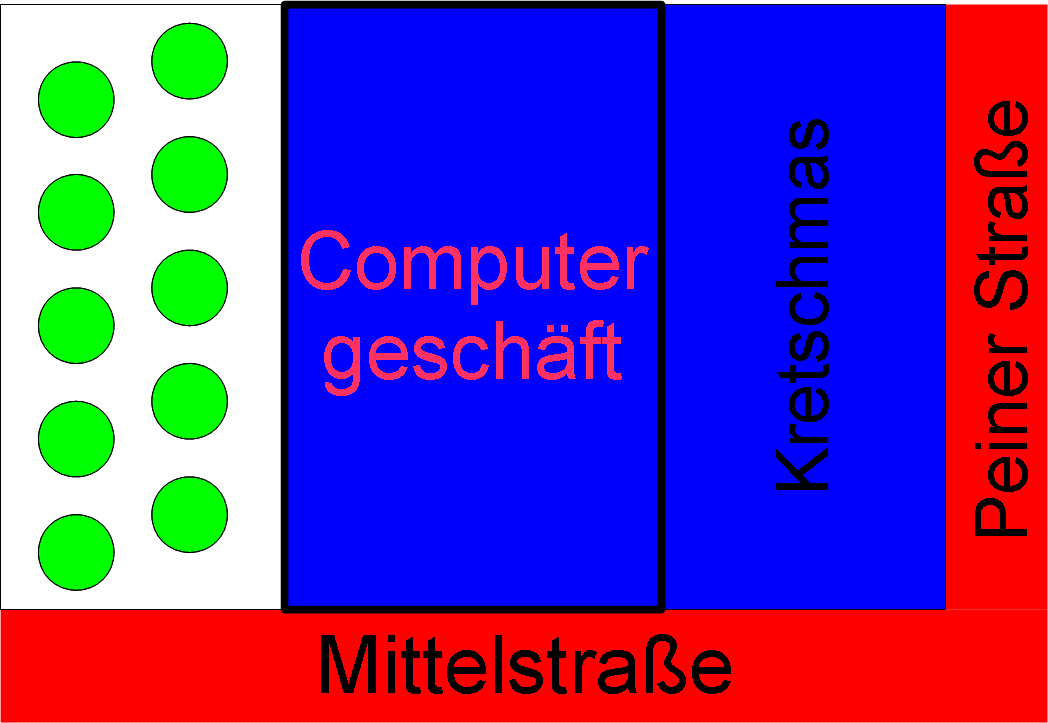 Computer
geschäft
Kretschmas
Peiner Straße
Mittelstraße